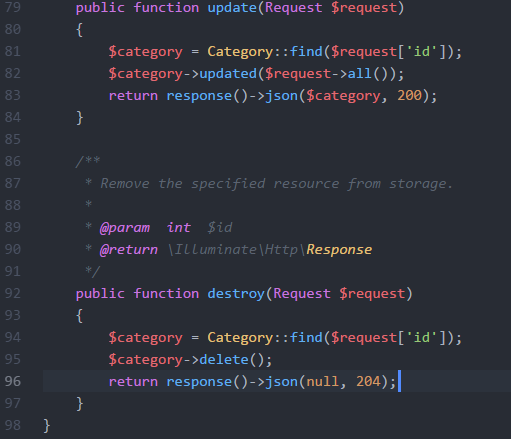 79 public function update(Request $request)
80 {
81 $category = Category::find($request['id']);
82 $category->updated($request->all());
83 return response()->json($category, 200);
84 }
85
86 /**
87 * Remove the specified resource from storage.
88 *
89 * @param  int  $id
90 * @return \Illuminate\Http\Response
91 */
92 public function destroy(Request $request)
93 {
94 $category = Category::find($request['id']);
95 $category->delete();
96 return response()->json(null, 204);
97 }
98 }